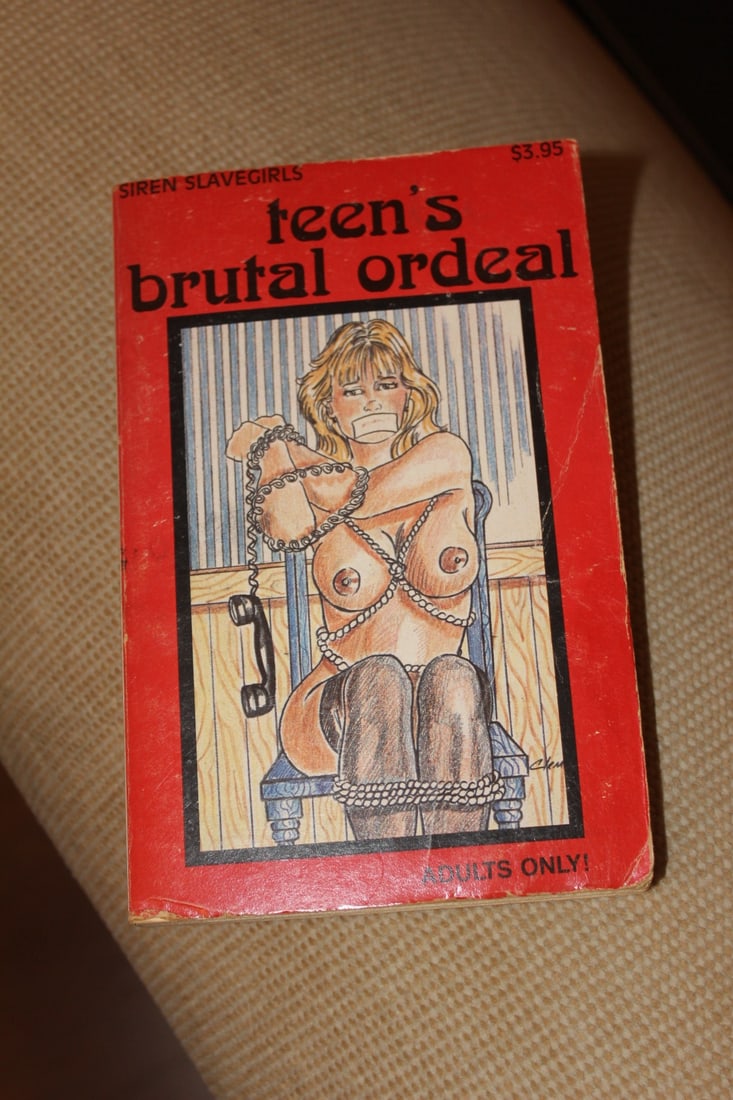 SIREN SLAVEGIRLS
$3.95
teen's
brutal ordeal
ADULTS ONLY!